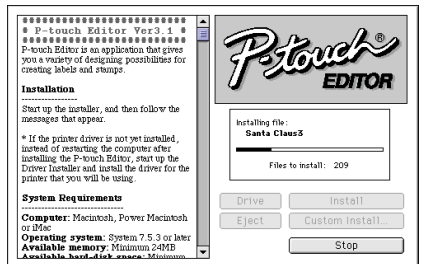 P-touch Editor Ver3.1
P-touch Editor is an application that gives
you a variety of designing possibilities for
creating labels and stamps.
Installation
----------------
Start up the installer, and then follow the
messages that appear.
* If the printer driver is not yet installed,
instead of restarting the computer after
installing the P-touch Editor, start up the
Driver Installer and install the driver for the
printer that you will be using.
System Requirements
----------------------------
Computer: Macintosh, Power Macintosh
or iMac
Operating system: System 7.5.3 or later
Available memory: Minimum 24MB
Available hard-disk space: Minimum
P-touch®
EDITOR
Installing file:
Santa Claus3
Files to install: 209
Drive
Install
Eject
Custom Install...
Stop